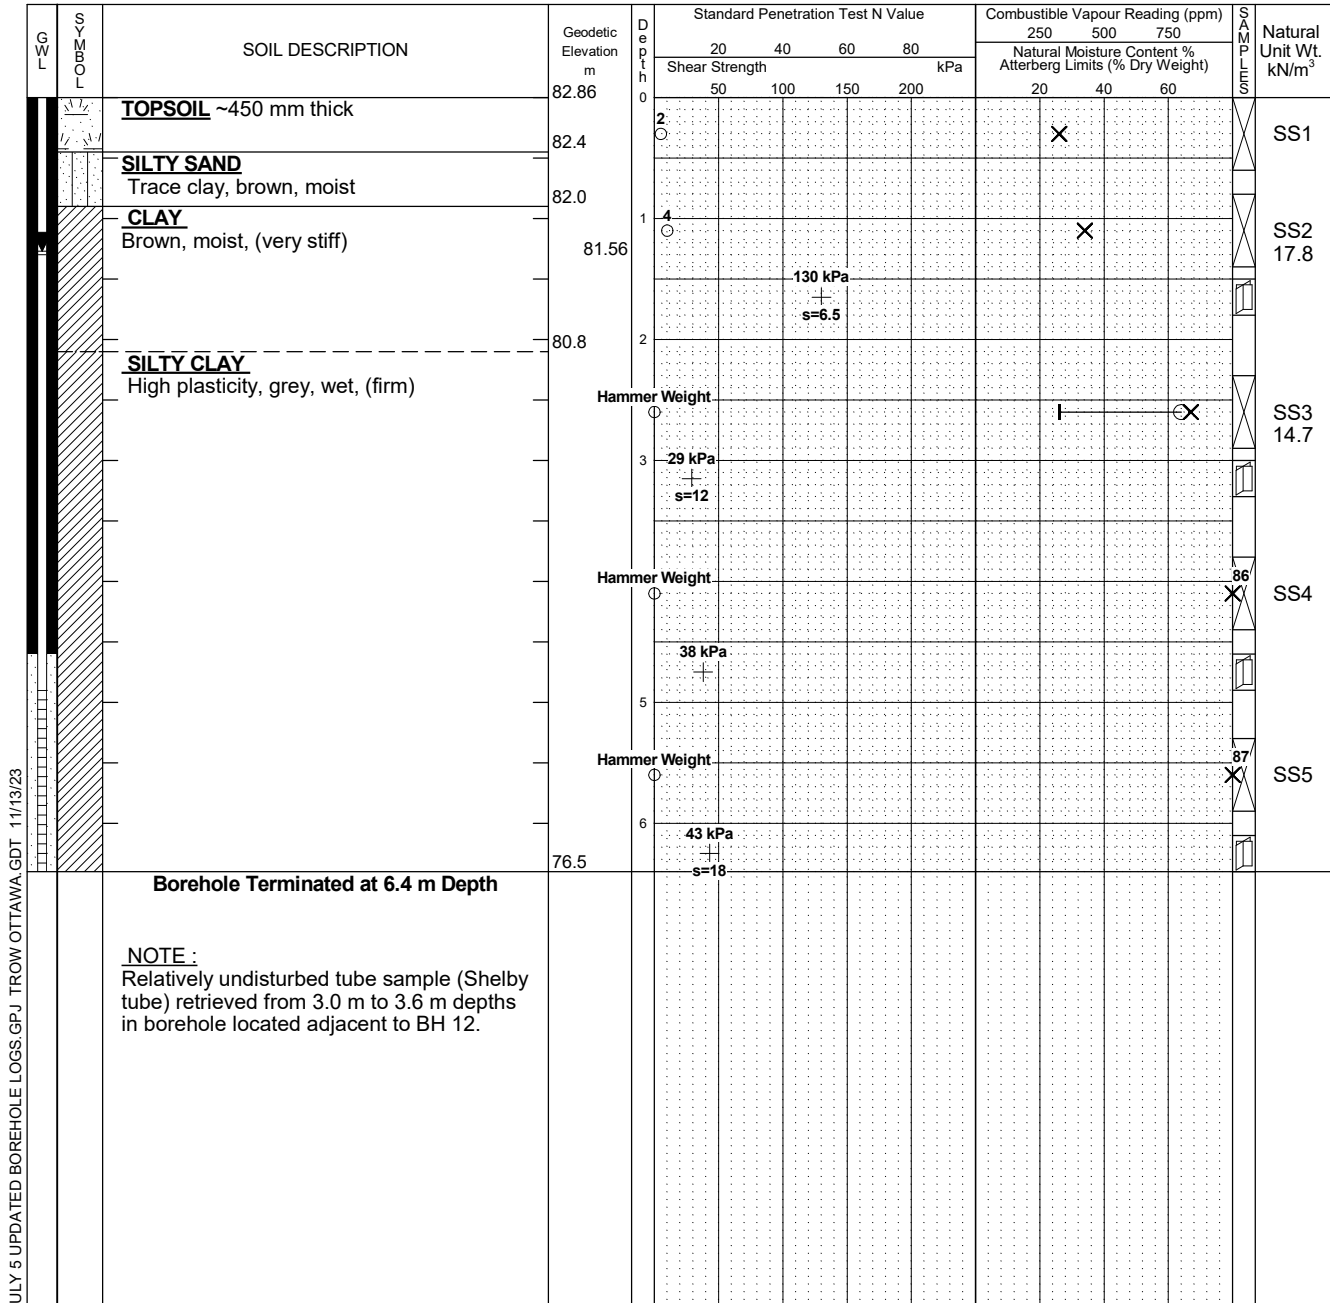 GWL
SYMBOL
SOIL DESCRIPTION
Geodetic
Elevation
m
Depth
Standard Penetration Test N Value
20 40 60 80
Shear Strength kPa
50 100 150 200
Combustible Vapour Reading (ppm)
250 500 750
Natural Moisture Content %
Atterberg Limits (% Dry Weight)
20 40 60
SAMPLES
Natural
Unit Wt.
kN/m³
82.86
0
TOPSOIL ~450 mm thick
2
SS1
82.4
SILTY SAND
Trace clay, brown, moist
82.0
CLAY
1
4
Brown, moist, (very stiff)
SS2
81.56
17.8
130 kPa
s=6.5
80.8
2
SILTY CLAY
High plasticity, grey, wet, (firm)
Hammer Weight
SS3
14.7
3
29 kPa
s=12
Hammer Weight
86
SS4
38 kPa
5
Hammer Weight
87
SS5
6
43 kPa
76.5
s=18
Borehole Terminated at 6.4 m Depth
NOTE :
Relatively undisturbed tube sample (Shelby
tube) retrieved from 3.0 m to 3.6 m depths
in borehole located adjacent to BH 12.
ULY 5 UPDATED BOREHOLE LOGS.GPJ TROW OTTAWA.GDT 11/13/23